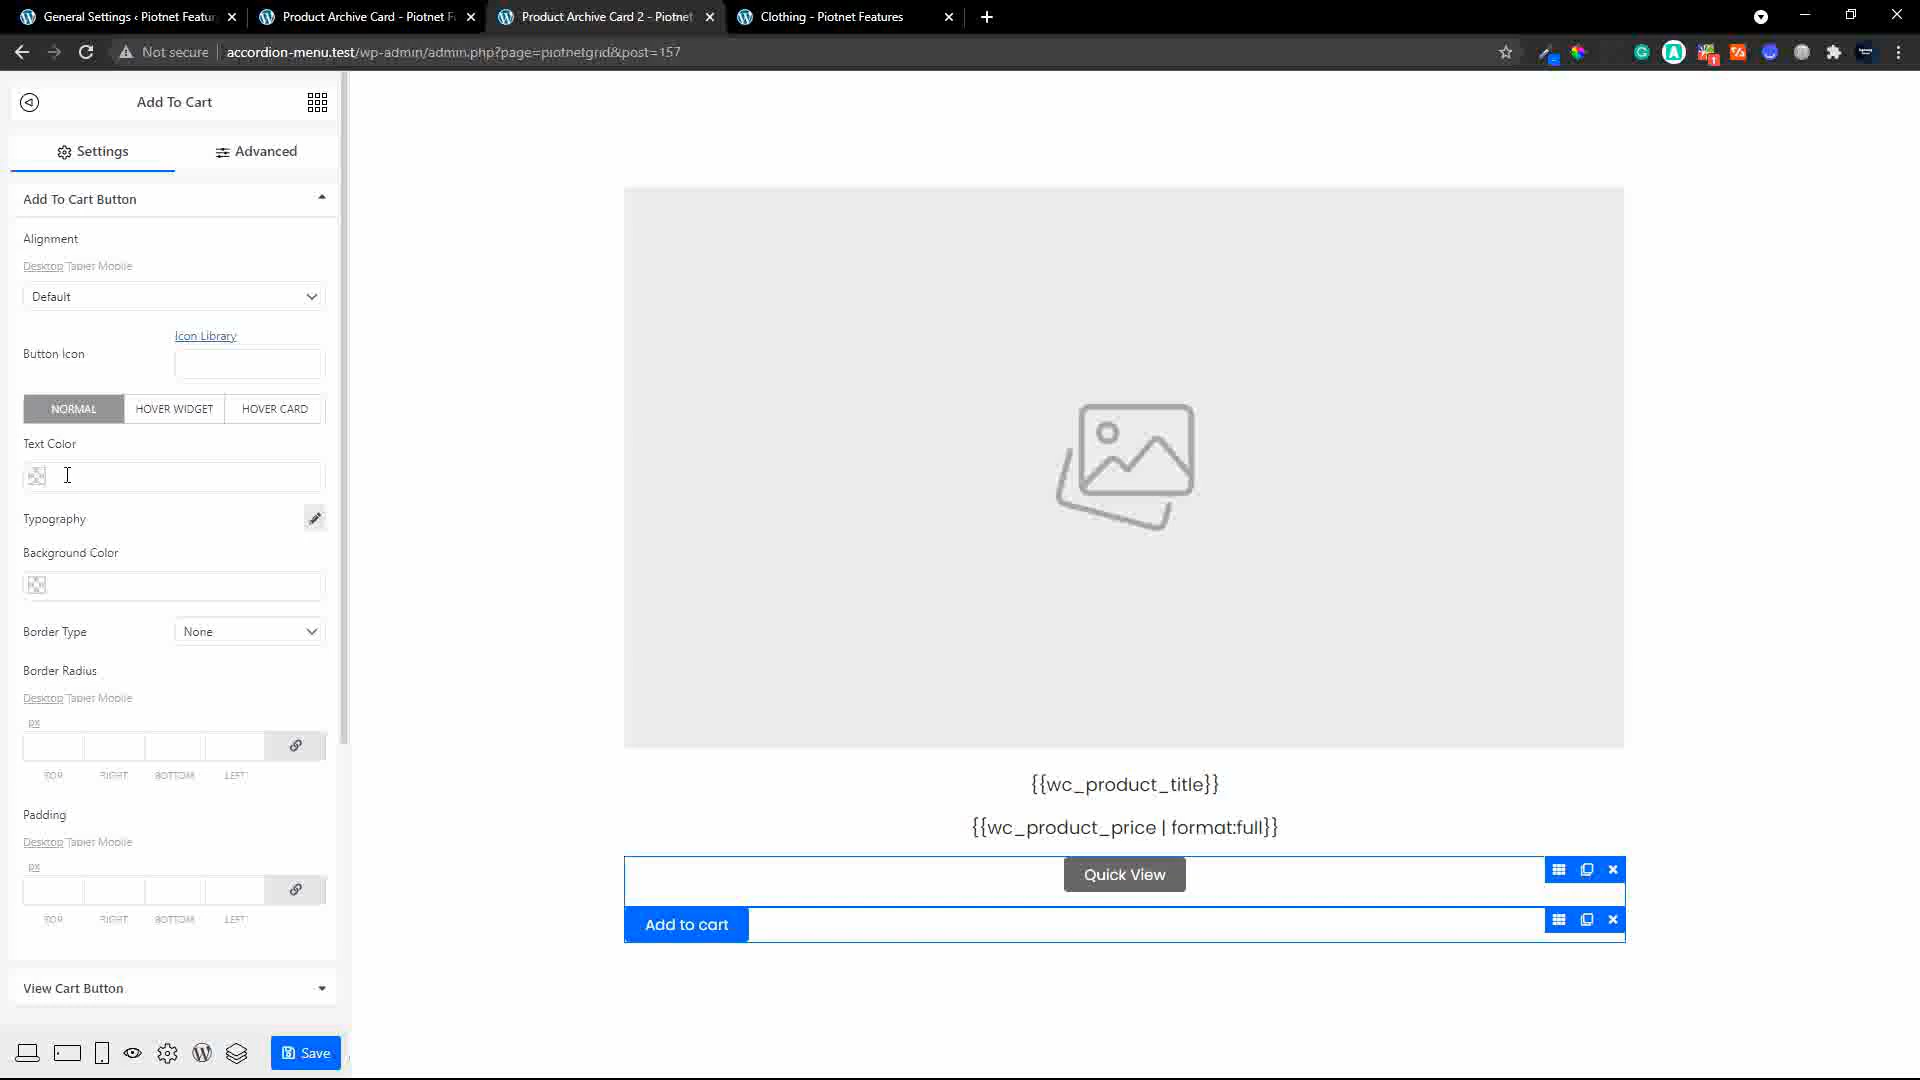 General Settings ‹ Piotnet Featur
Product Archive Card - Piotnet F
Product Archive Card 2 - Piotnet
Clothing - Piotnet Features
Not secure
accordion-menu.test/wp-admin/admin.php?page=piotnetgrid&post=157
Add To Cart
Settings
Advanced
Add To Cart Button
Alignment
Desktop Tablet Mobile
Default
Icon Library
Button Icon
NORMAL
HOVER WIDGET
HOVER CARD
Text Color
Typography
Background Color
Border Type
None
Border Radius
Desktop Tablet Mobile
px
TOP
RIGHT
BOTTOM
LEFT
Padding
Desktop Tablet Mobile
px
TOP
RIGHT
BOTTOM
LEFT
View Cart Button
Save
{{wc_product_title}}
{{wc_product_price | format:full}}
Quick View
Add to cart